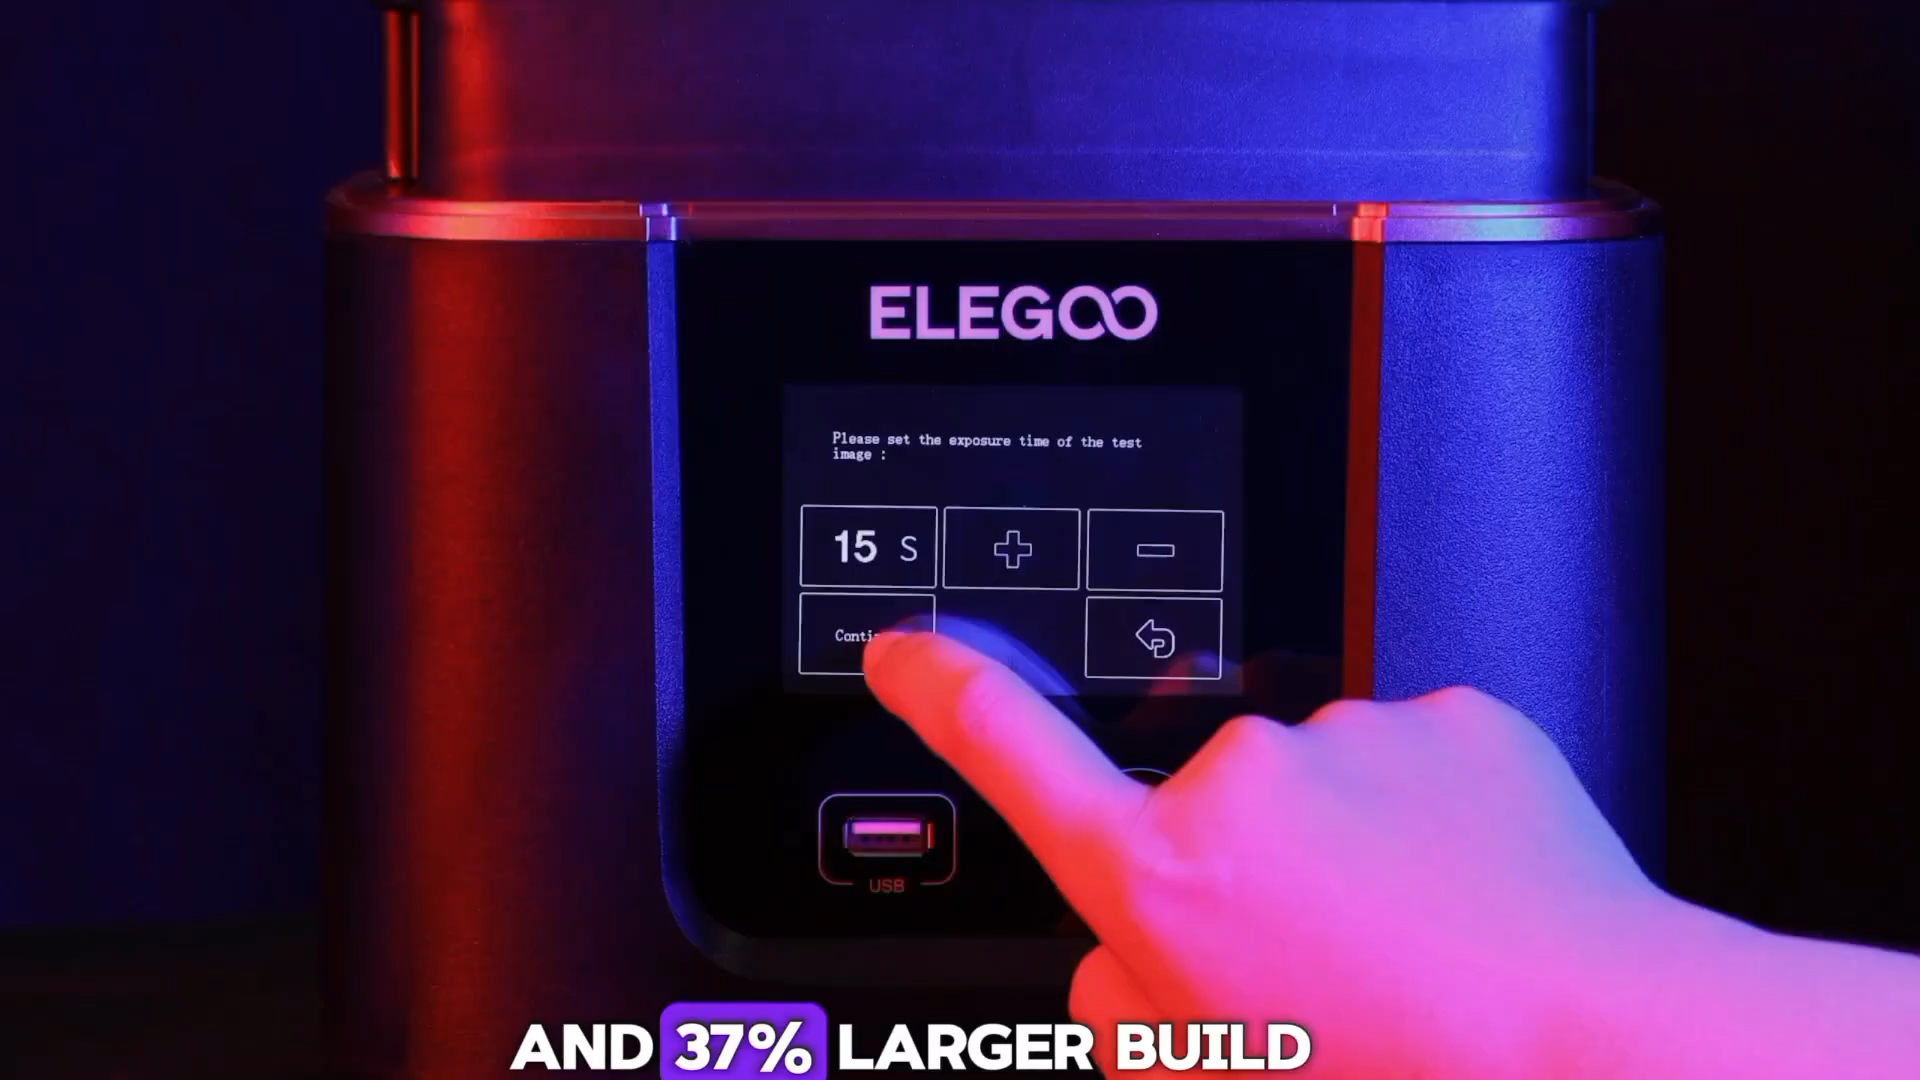 ELEGOO
Please set the exposure time of the test
image :
15 S
USB
AND 37% LARGER BUILD